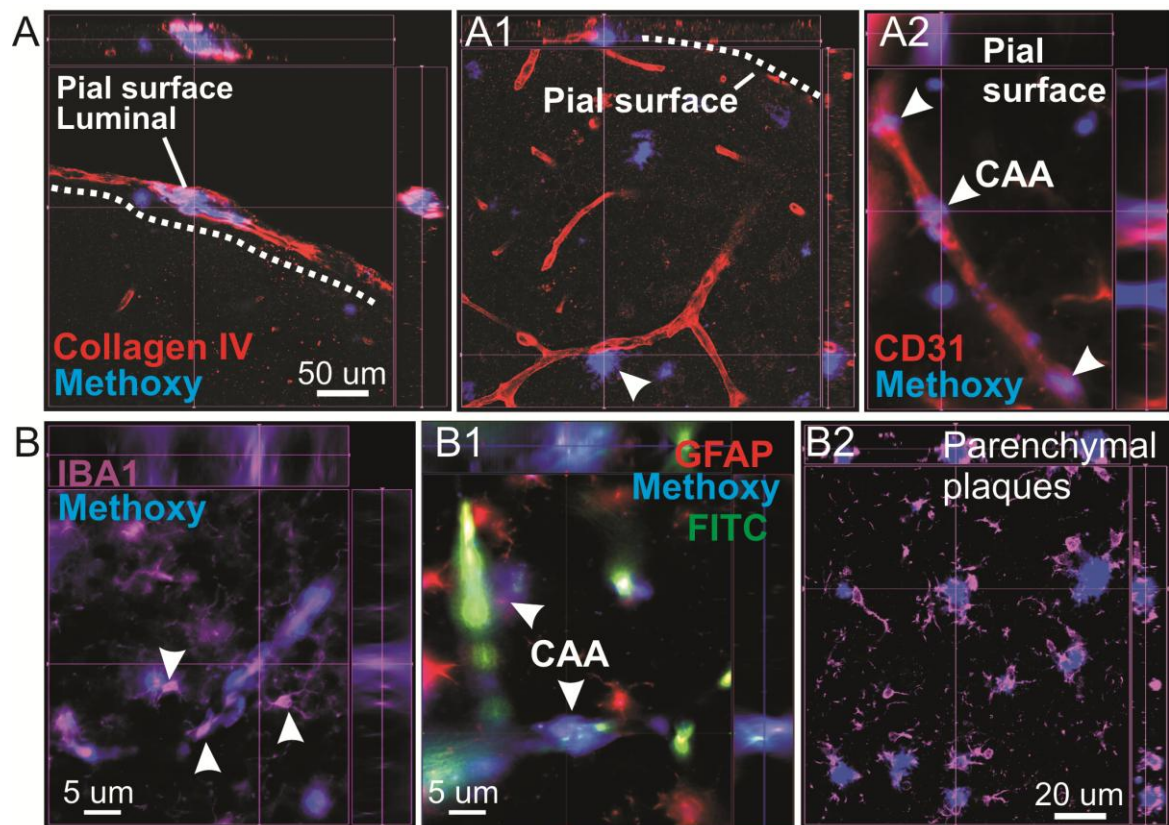 A
Pial surface
Luminal
Collagen IV
Methoxy
50 um
A1
Pial surface
A2
Pial
surface
CAA
CD31
Methoxy
B
IBA1
Methoxy
5 um
B1
GFAP
Methoxy
FITC
CAA
5 um
B2
Parenchymal
plaques
20 um